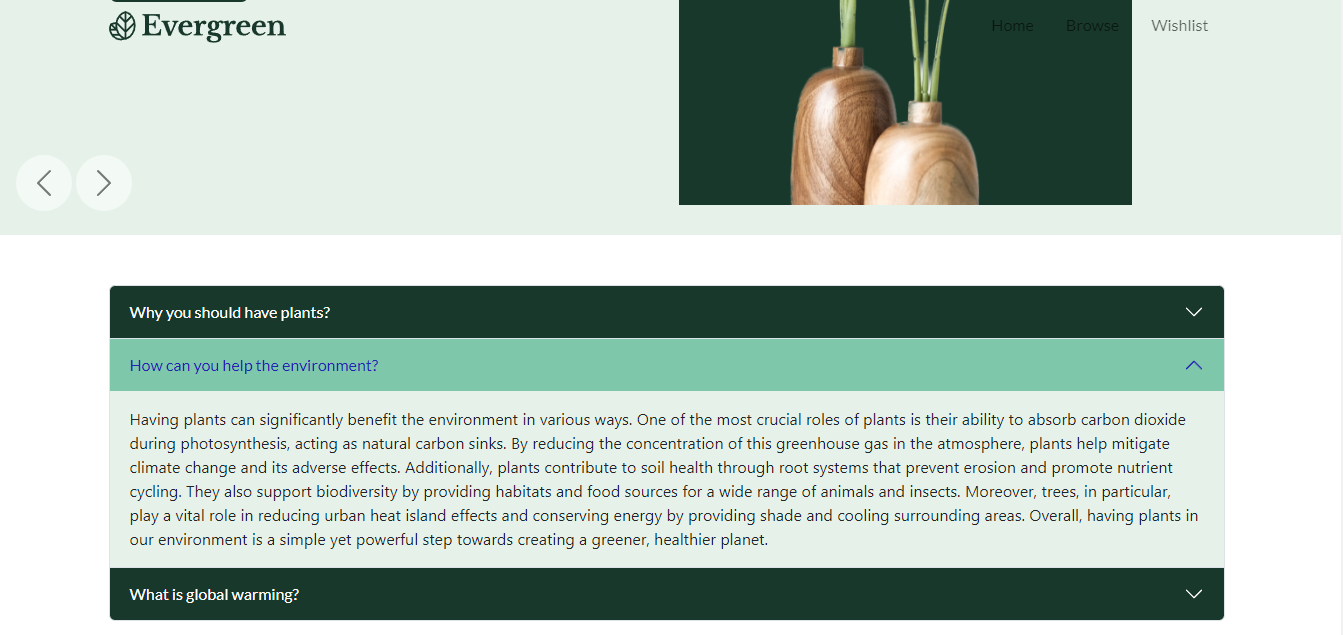 Evergreen
Home Browse Wishlist
Why you should have plants?
How can you help the environment?
Having plants can significantly benefit the environment in various ways. One of the most crucial roles of plants is their ability to absorb carbon dioxide
during photosynthesis, acting as natural carbon sinks. By reducing the concentration of this greenhouse gas in the atmosphere, plants help mitigate
climate change and its adverse effects. Additionally, plants contribute to soil health through root systems that prevent erosion and promote nutrient
cycling. They also support biodiversity by providing habitats and food sources for a wide range of animals and insects. Moreover, trees, in particular,
play a vital role in reducing urban heat island effects and conserving energy by providing shade and cooling surrounding areas. Overall, having plants in
our environment is a simple yet powerful step towards creating a greener, healthier planet.
What is global warming?